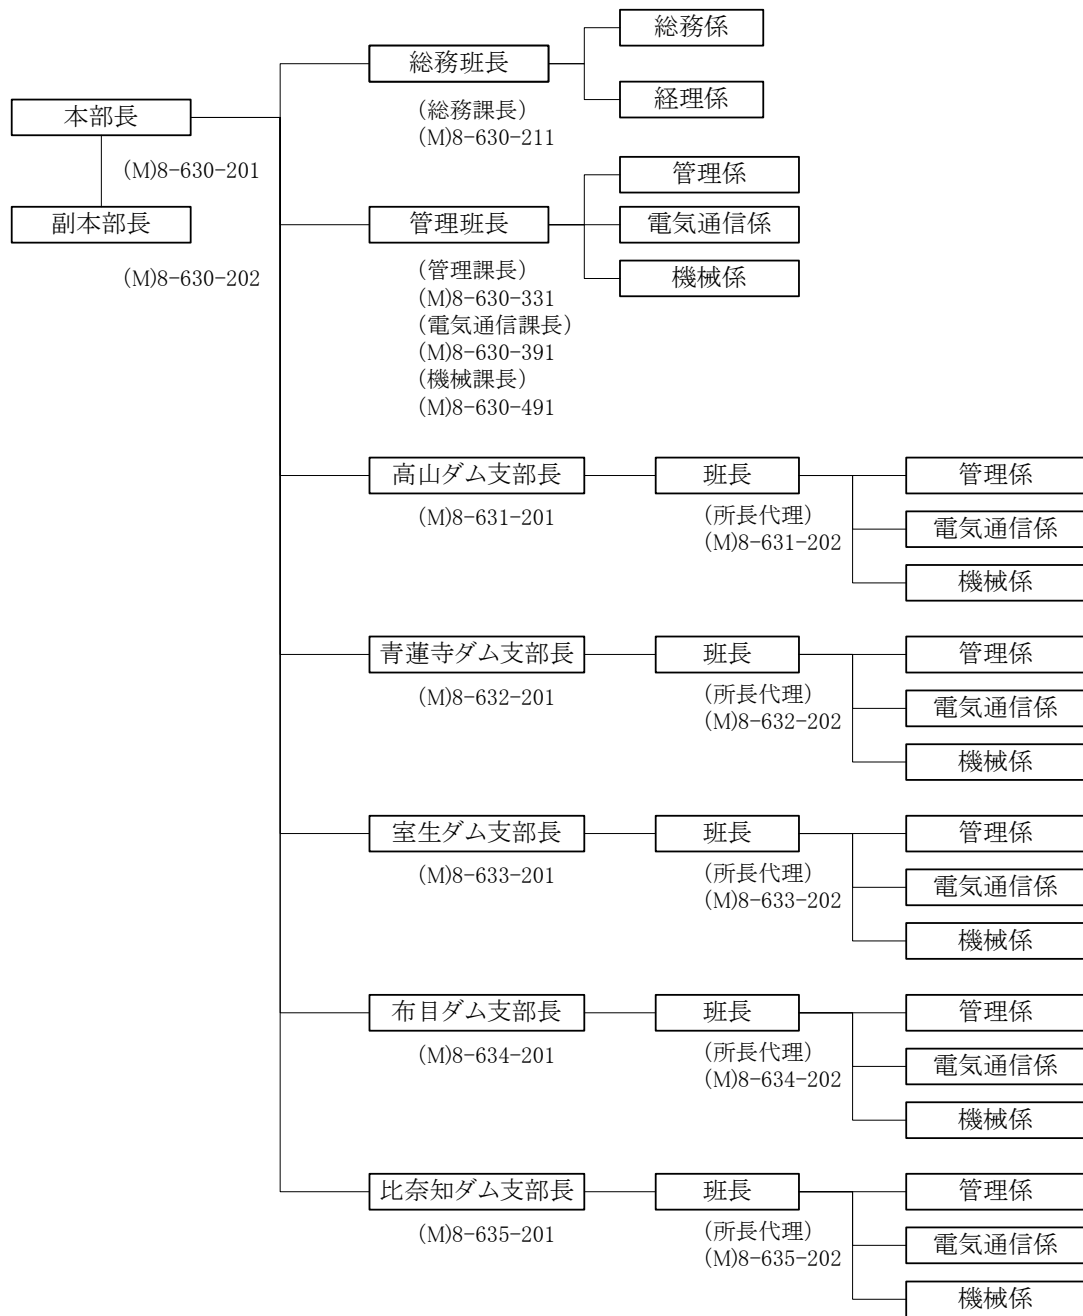 総務係
総務班長
経理係
(総務課長)
(M)8-630-211
本部長
(M)8-630-201
副本部長
(M)8-630-202
管理係
管理班長
電気通信係
機械係
(管理課長)
(M)8-630-331
(電気通信課長)
(M)8-630-391
(機械課長)
(M)8-630-491
高山ダム支部長
(M)8-631-201
班長
(所長代理)
(M)8-631-202
管理係
電気通信係
機械係
青蓮寺ダム支部長
(M)8-632-201
班長
(所長代理)
(M)8-632-202
管理係
電気通信係
機械係
室生ダム支部長
(M)8-633-201
班長
(所長代理)
(M)8-633-202
管理係
電気通信係
機械係
布目ダム支部長
(M)8-634-201
班長
(所長代理)
(M)8-634-202
管理係
電気通信係
機械係
比奈知ダム支部長
(M)8-635-201
班長
(所長代理)
(M)8-635-202
管理係
電気通信係
機械係